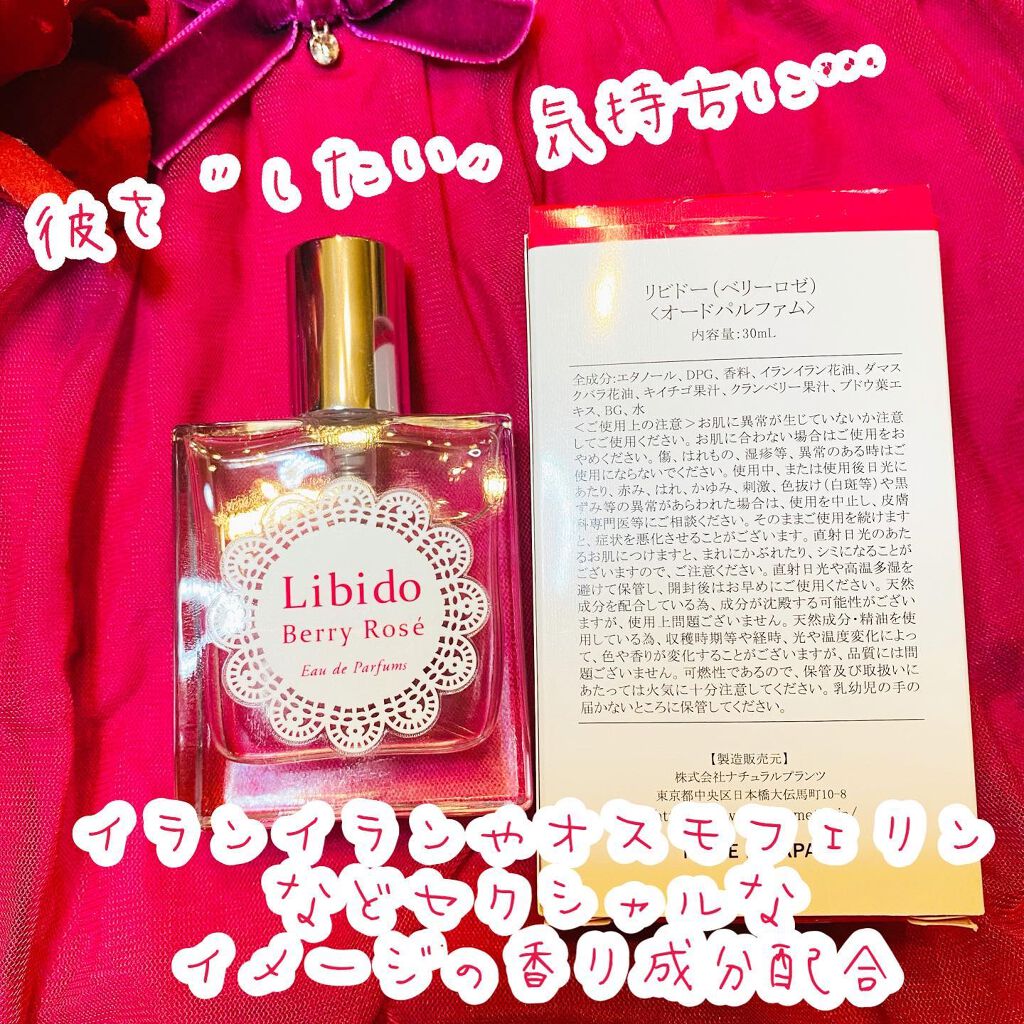 彼を"したい"気持ちに…
リビドー(ベリーロゼ)
〈オードパルファム〉
内容量:30mL
全成分:エタノール、DPG、香料、イランイラン花油、ダマス
クバラ花油、キイチゴ果汁、クランベリー果汁、ブドウ葉エ
キス、BG、水
<ご使用上の注意>お肌に異常が生じていないか注意
してご使用ください。お肌に合わない場合はご使用をお
やめください。傷、はれもの、湿疹等、異常のある時はご
使用にならないでください。使用中、または使用後日光に
あたり、赤み、はれ、かゆみ、刺激、色抜け(白斑等)や黒
ずみ等の異常があらわれた場合は、使用を中止し、皮膚
科専門医等にご相談ください。そのままご使用を続けます
と、症状を悪化させることがございます。直射日光のあた
るお肌につけますと、まれにかぶれたり、シミになることが
ございますので、ご注意ください。直射日光や高温多湿を
避けて保管し、開封後はお早めにご使用ください。天然
成分を配合している為、成分が沈殿する可能性がござい
ますが、使用上問題ございません。天然成分・精油を使
用している為、収穫時期等や経時、光や温度変化によっ
て、色や香りが変化することがございますが、品質には問
題ございません。可燃性であるので、保管及び取扱いに
あたっては火気に十分注意してください。乳幼児の手の
届かないところに保管してください。
【製造販売元】
株式会社ナチュラルプランツ
東京都中央区日本橋大伝馬町10-8
Libido
Berry Rosé
Eau de Parfums
イランイランやオスモフェリン
などセクシャルな
イメージの香り成分配合